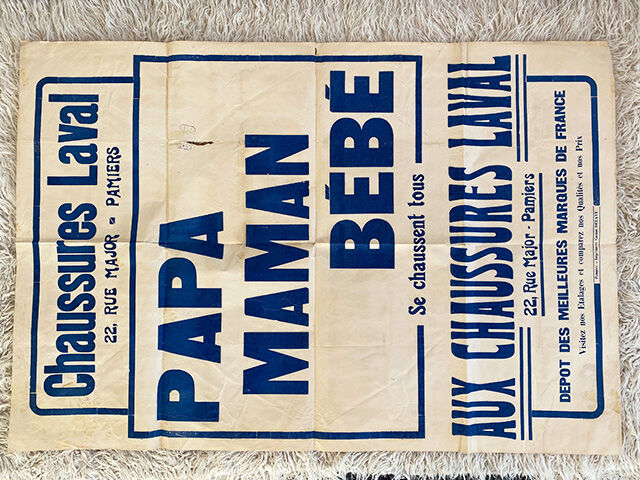 Chaussures Laval
22, RUE MAJOR PAMIERS
PAPA
MAMAN
BÉBÉ
Se chaussent tous
AUX CHAUSSURES LAVAL
22, Rue Major - Pamiers
DEPOT DES MEILLEURES MARQUES DE FRANCE
Visitez nos Etalages et comparez nos Qualités et nos Prix